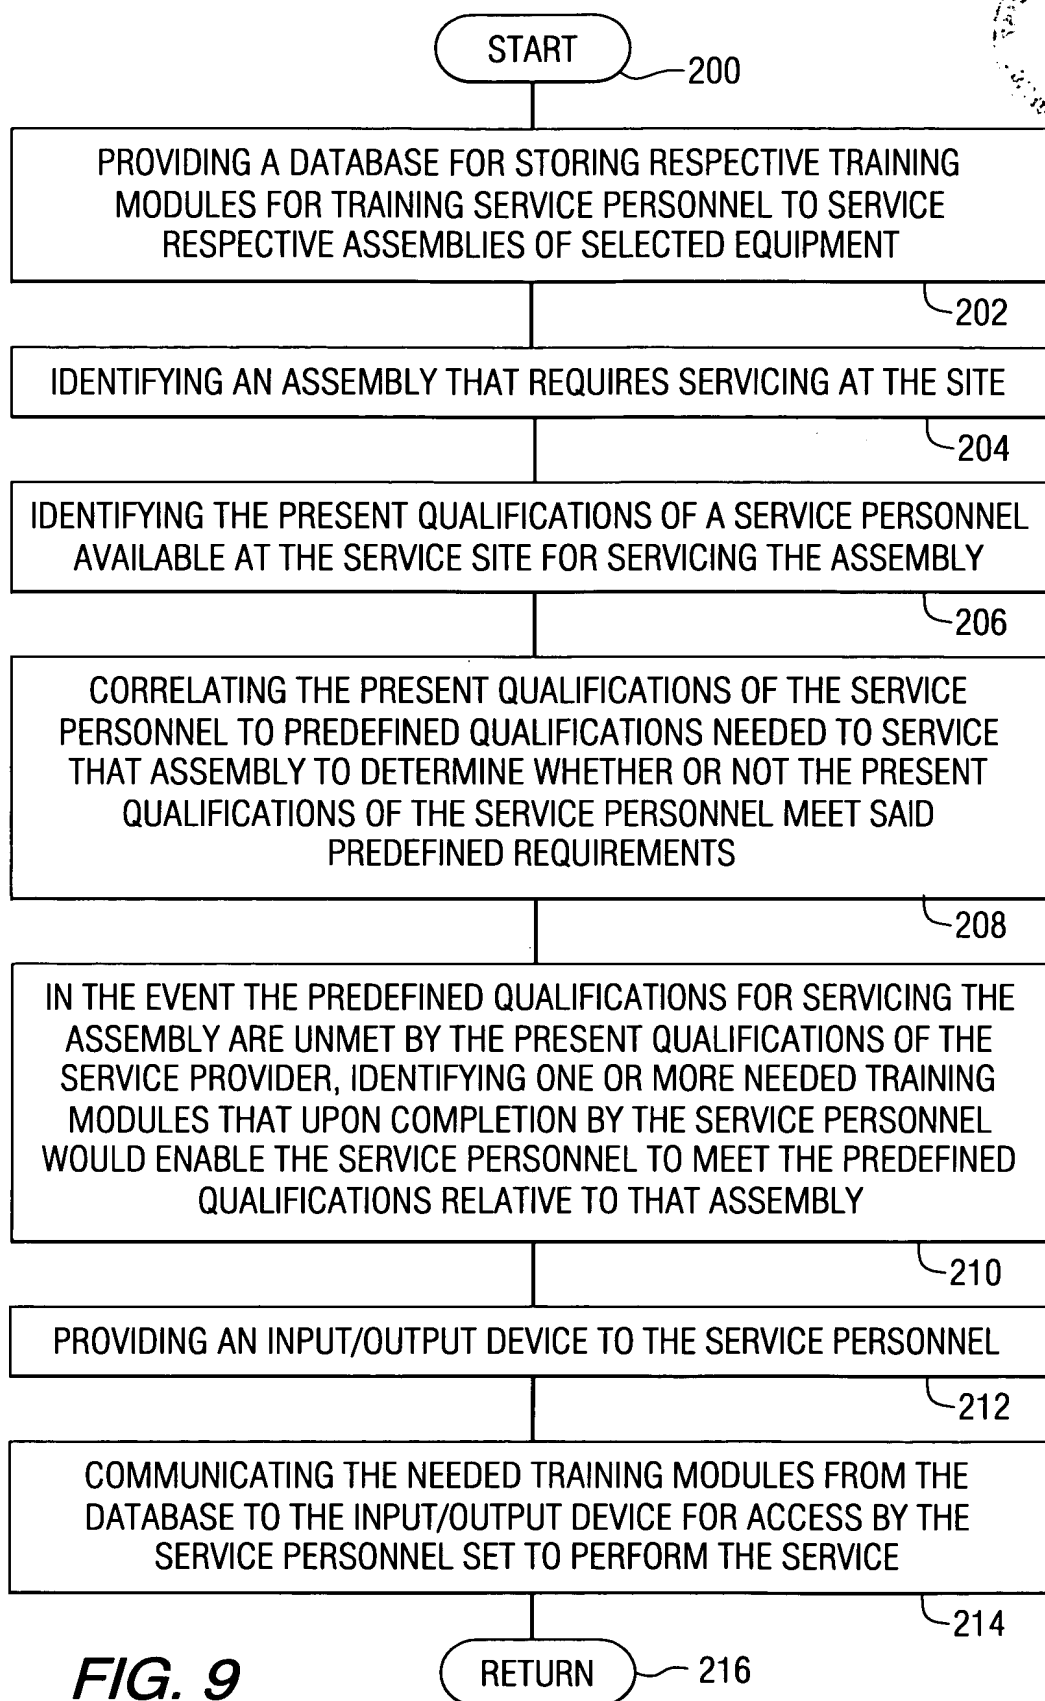 START
200
PROVIDING A DATABASE FOR STORING RESPECTIVE TRAINING
MODULES FOR TRAINING SERVICE PERSONNEL TO SERVICE
RESPECTIVE ASSEMBLIES OF SELECTED EQUIPMENT
202
IDENTIFYING AN ASSEMBLY THAT REQUIRES SERVICING AT THE SITE
204
IDENTIFYING THE PRESENT QUALIFICATIONS OF A SERVICE PERSONNEL
AVAILABLE AT THE SERVICE SITE FOR SERVICING THE ASSEMBLY
206
CORRELATING THE PRESENT QUALIFICATIONS OF THE SERVICE
PERSONNEL TO PREDEFINED QUALIFICATIONS NEEDED TO SERVICE
THAT ASSEMBLY TO DETERMINE WHETHER OR NOT THE PRESENT
QUALIFICATIONS OF THE SERVICE PERSONNEL MEET SAID
PREDEFINED REQUIREMENTS
208
IN THE EVENT THE PREDEFINED QUALIFICATIONS FOR SERVICING THE
ASSEMBLY ARE UNMET BY THE PRESENT QUALIFICATIONS OF THE
SERVICE PROVIDER, IDENTIFYING ONE OR MORE NEEDED TRAINING
MODULES THAT UPON COMPLETION BY THE SERVICE PERSONNEL
WOULD ENABLE THE SERVICE PERSONNEL TO MEET THE PREDEFINED
QUALIFICATIONS RELATIVE TO THAT ASSEMBLY
210
PROVIDING AN INPUT/OUTPUT DEVICE TO THE SERVICE PERSONNEL
212
COMMUNICATING THE NEEDED TRAINING MODULES FROM THE
DATABASE TO THE INPUT/OUTPUT DEVICE FOR ACCESS BY THE
SERVICE PERSONNEL SET TO PERFORM THE SERVICE
214
RETURN
216
FIG. 9